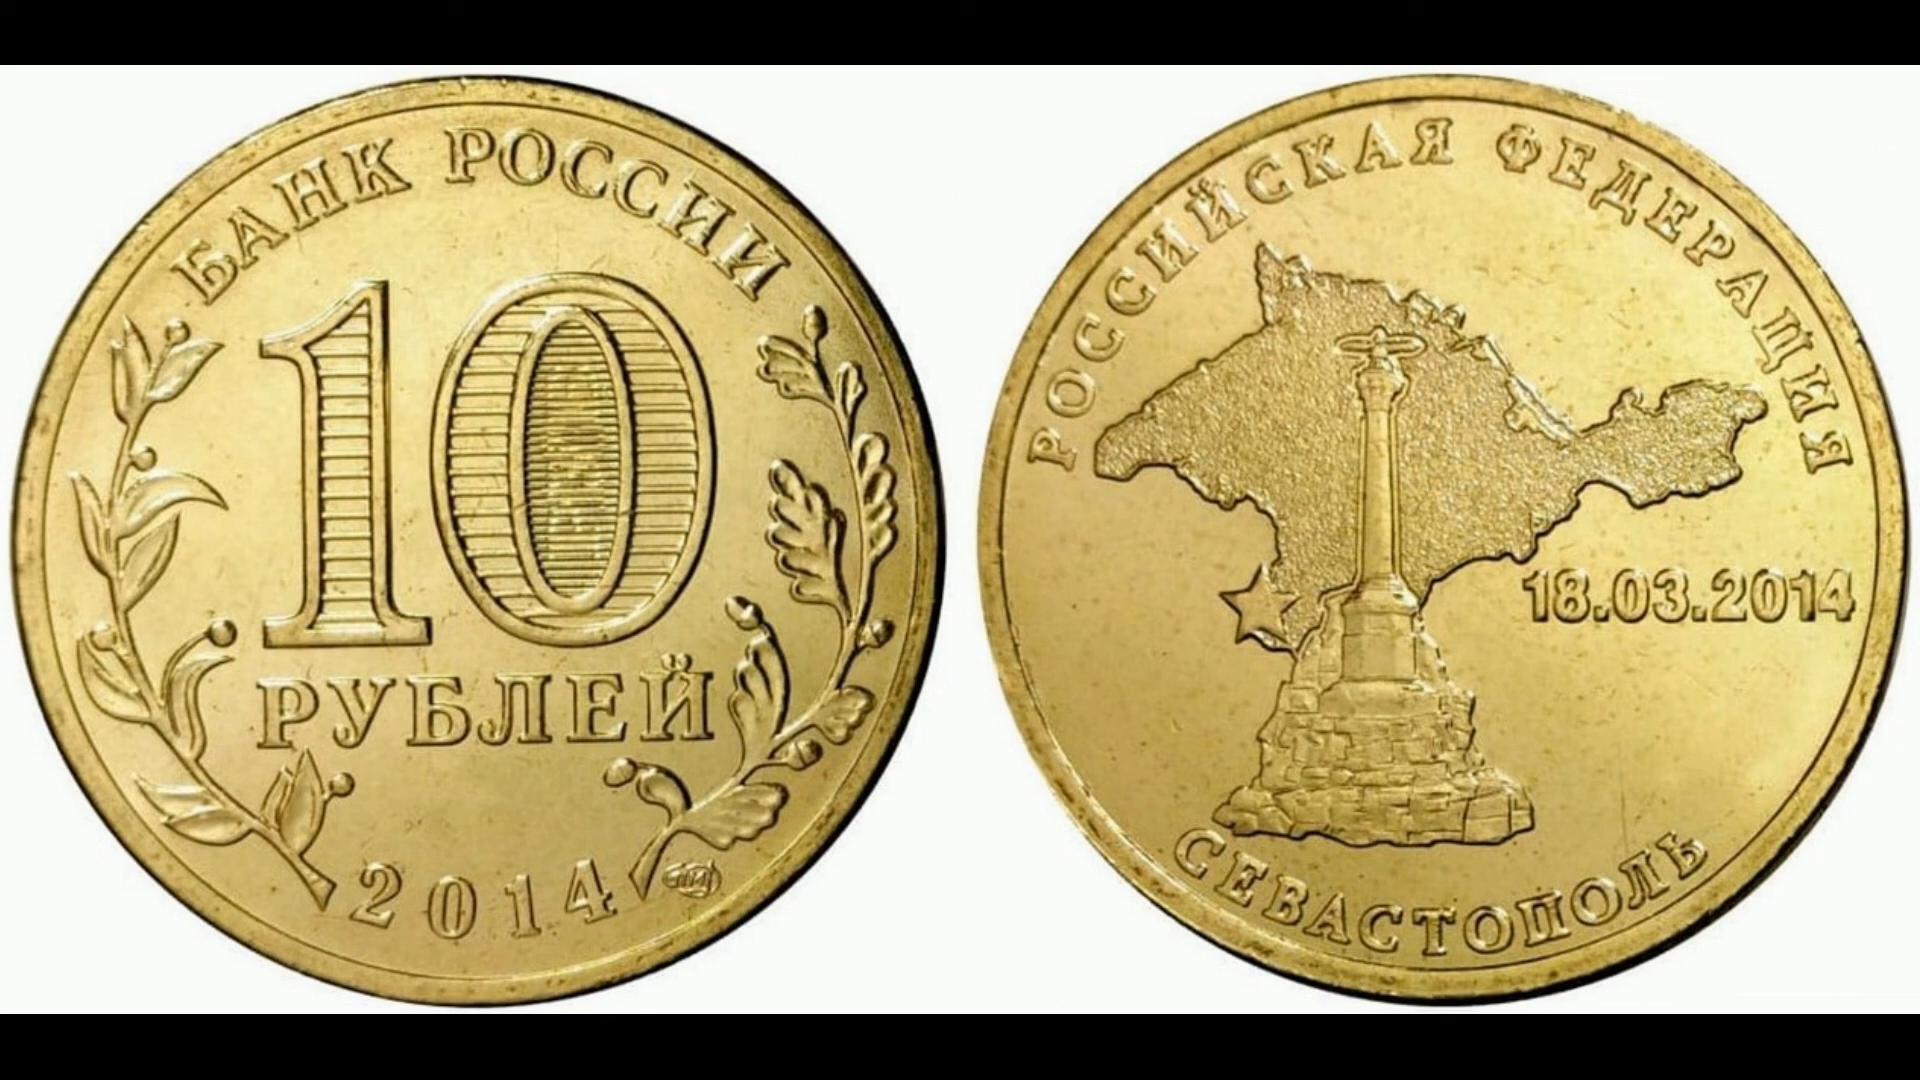 БАНК РОССИИ
10
РУБЛЕЙ
2014
РОССИЙСКАЯ ФЕДЕРАЦИЯ
18.03.2014
СЕВАСТОПОЛЬ